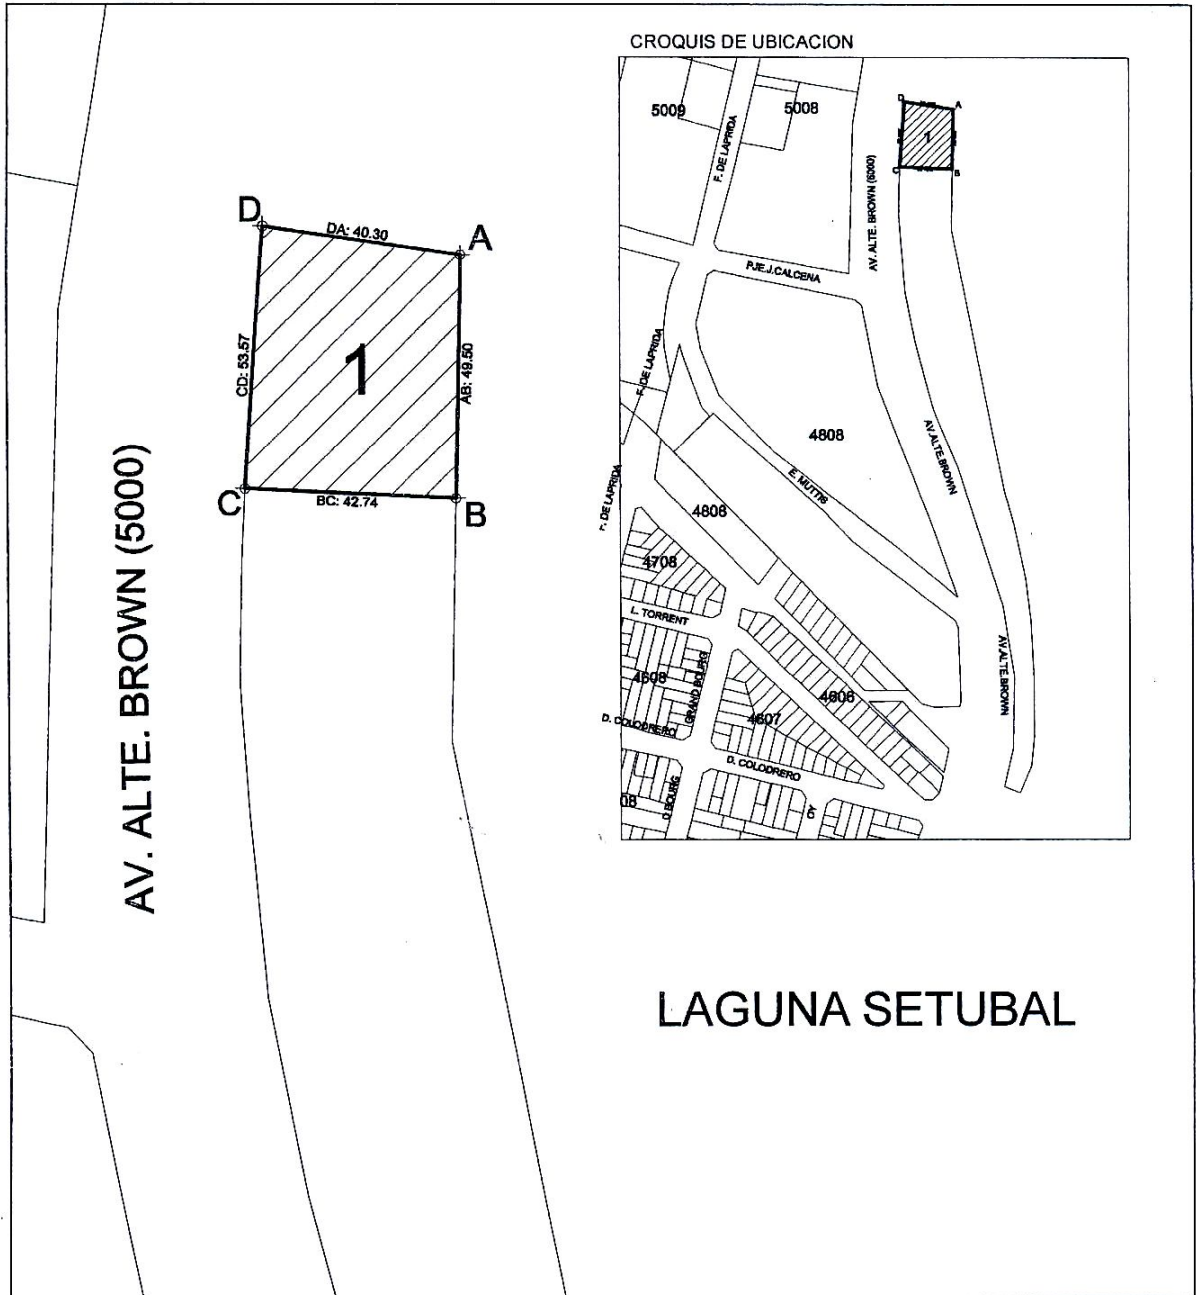 CROQUIS DE UBICACION
5009
5008
F. DE LAPRIDA
D
A
1
C
B
AV. ALTE. BROWN (5000)
PJE.J.CALCENA
F. DE LAPRIDA
4808
AV.ALTE.BROWN
E. MUTTIS
F. DE LAPRIDA
4808
4708
L. TORRENT
4608
GRAND BOURG
4606
4607
AV.ALTE.BROWN
D. COLODRERO
D. COLODRERO
08
D BOURG
D
DA: 40.30
A
CD: 53.57
1
AB: 49.50
C
BC: 42.74
B
AV. ALTE. BROWN (5000)
LAGUNA SETUBAL